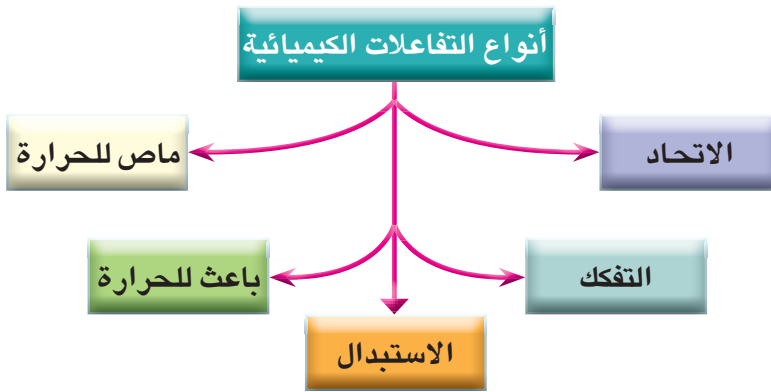 أنواع التفاعلات الكيميائية
الاتحاد
ماص للحرارة
التفكك
باعث للحرارة
الاستبدال